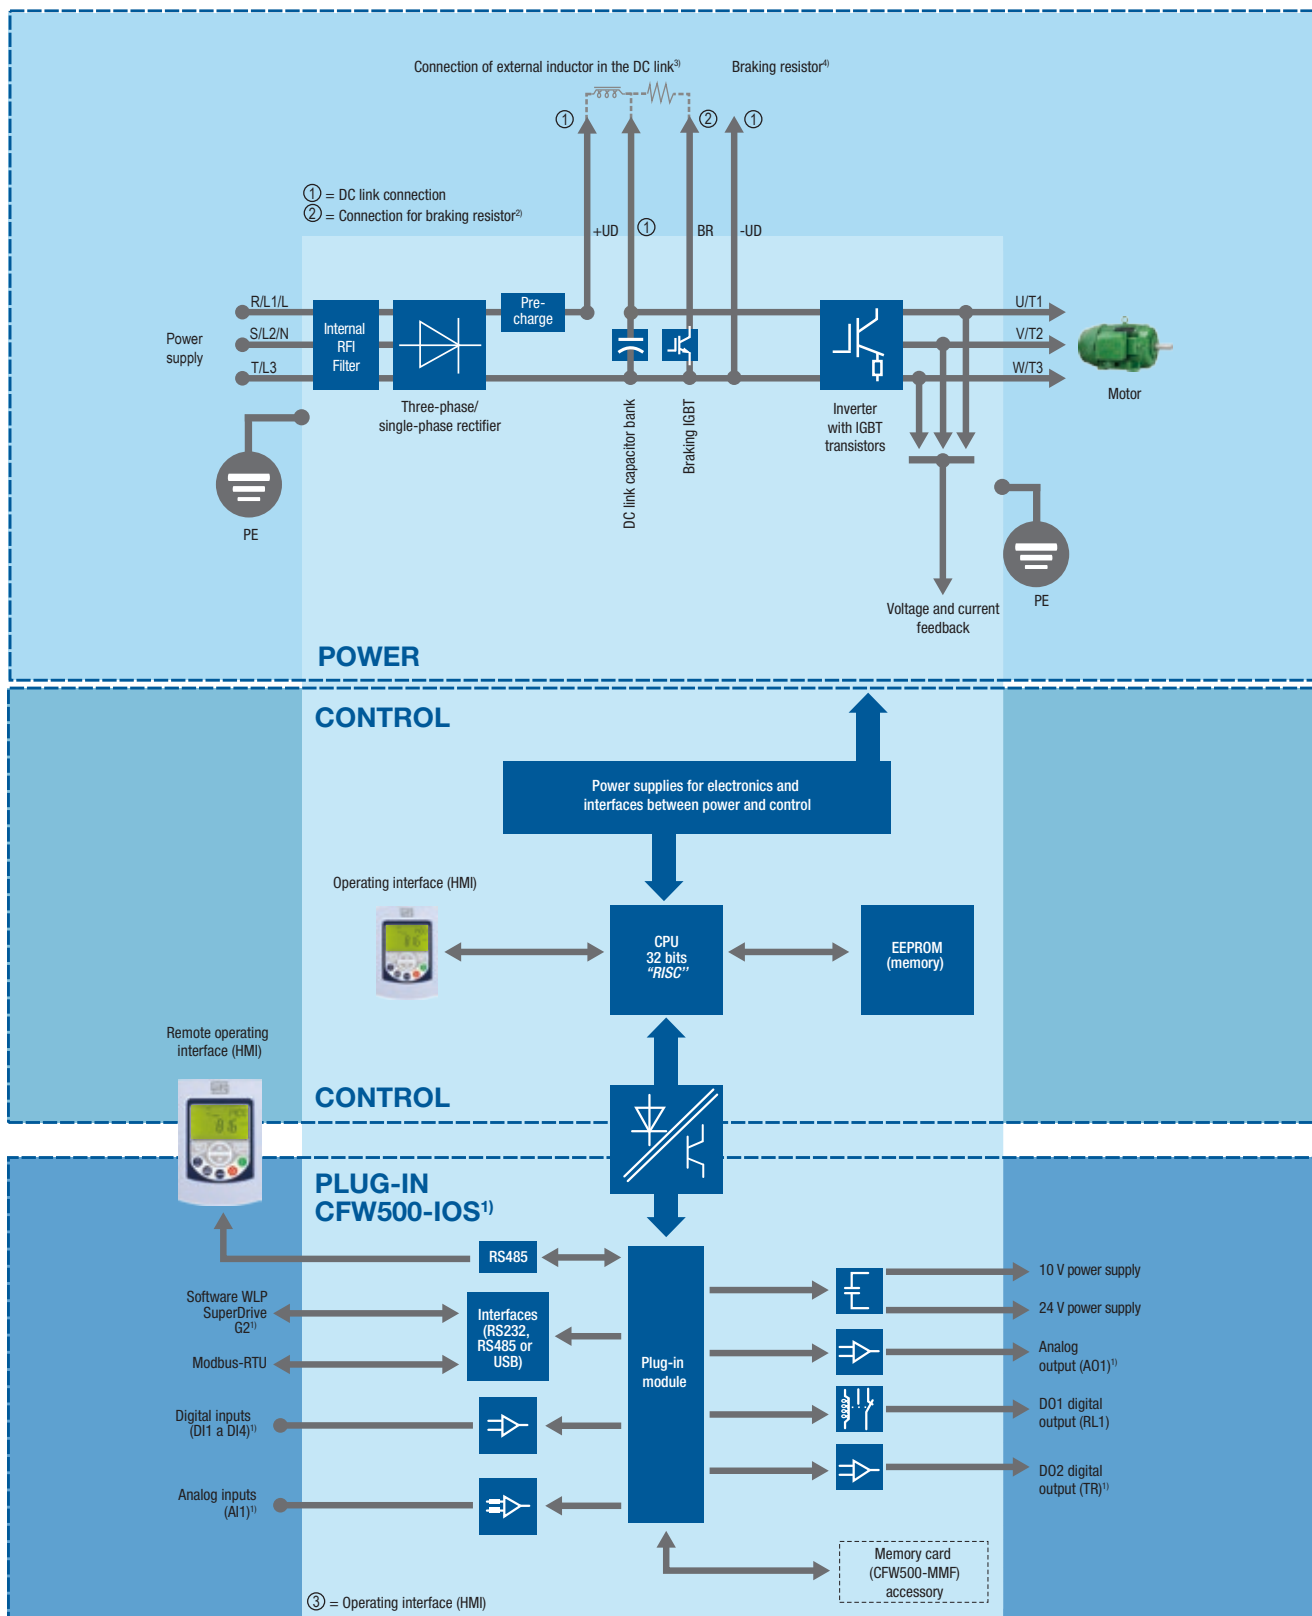 Connection of external inductor in the DC link3)
Braking resistor4)
1
2
1
1 = DC link connection
2 = Connection for braking resistor2)
+UD
1
BR
-UD
R/L1/L
S/L2/N
T/L3
Power
supply
Internal
RFI
Filter
Pre-
charge
Three-phase/
single-phase rectifier
DC link capacitor bank
Braking IGBT
Inverter
with IGBT
transistors
U/T1
V/T2
W/T3
Motor
PE
PE
Voltage and current
feedback
POWER
CONTROL
Power supplies for electronics and
interfaces between power and control
Operating interface (HMI)
CPU
32 bits
“RISC”
EEPROM
(memory)
Remote operating
interface (HMI)
816
CONTROL
PLUG-IN
CFW500-IOS1)
RS485
Software WLP
SuperDrive
G21)
Modbus-RTU
Interfaces
(RS232,
RS485 or
USB)
Digital inputs
(DI1 a DI4)1)
Analog inputs
(AI1)1)
Plug-in
module
10 V power supply
24 V power supply
Analog
output (AO1)1)
DO1 digital
output (RL1)
DO2 digital
output (TR)1)
Memory card
(CFW500-MMF)
accessory
3 = Operating interface (HMI)